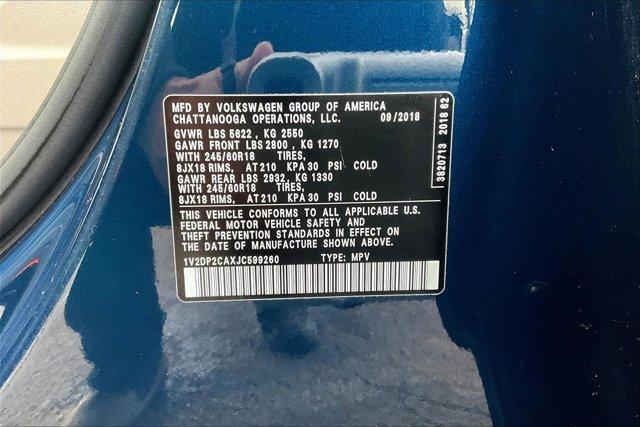 MFD BY VOLKSWAGEN GROUP OF AMERICA
CHATTANOOGA OPERATIONS, LLC. 09/2018
GVWR LBS 5622 , KG 2550
GAWR FRONT LBS 2800 , KG 1270
WITH 245/60R18 TIRES,
8JX18 RIMS, AT 210 KPA 30 PSI COLD
GAWR REAR LBS 2932, KG 1330
WITH 245/60R18 TIRES,
8JX18 RIMS, AT 210 KPA 30 PSI COLD
THIS VEHICLE CONFORMS TO ALL APPLICABLE U.S.
FEDERAL MOTOR VEHICLE SAFETY AND
THEFT PREVENTION STANDARDS IN EFFECT ON
THE DATE OF MANUFACTURE SHOWN ABOVE.
1V2DP2CAXJC599260 TYPE: MPV
3820713 2018 62